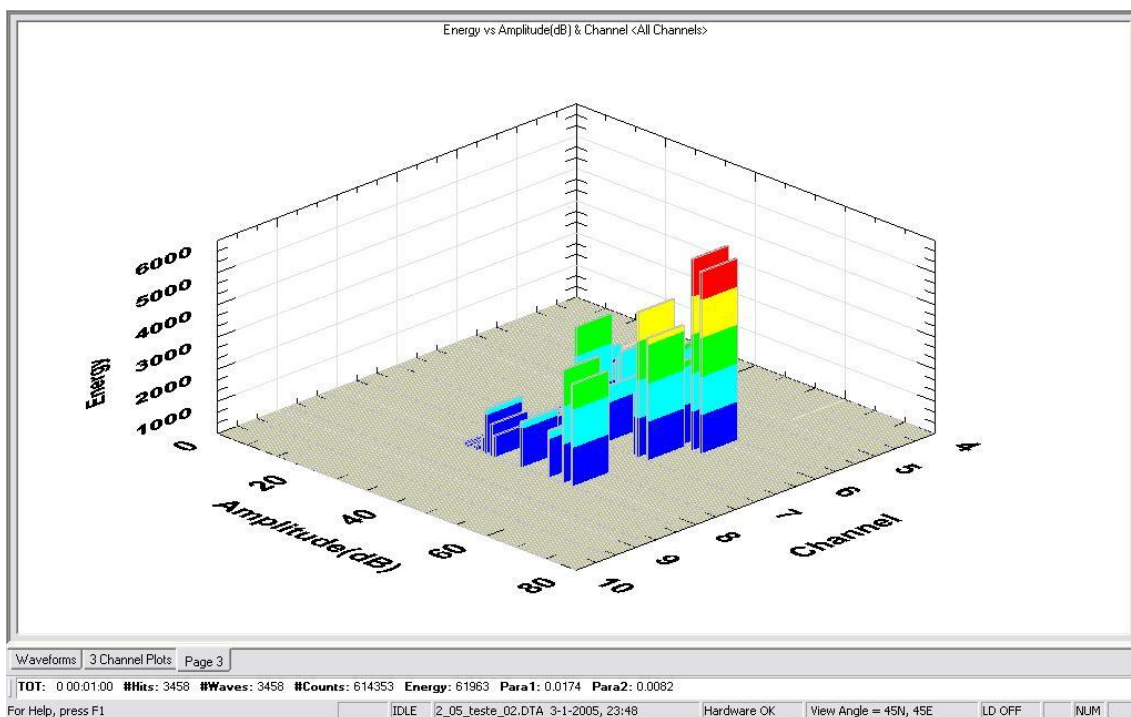 Energy vs Amplitude(dB) & Channel <All Channels>
6000
5000
4000
3000
2000
1000
Energy
0
20
40
60
80
Amplitude(dB)
10
9
8
7
6
5
4
Channel
Waveforms 3 Channel Plots Page 3
TOT: 0 00:01:00 #Hits: 3458 #Waves: 3458 #Counts: 614353 Energy: 61963 Para1: 0.0174 Para2: 0.0082
For Help, press F1 IDLE 2_05_teste_02.DTA 3-1-2005, 23:48 Hardware OK View Angle = 45N, 45E LD OFF NUM